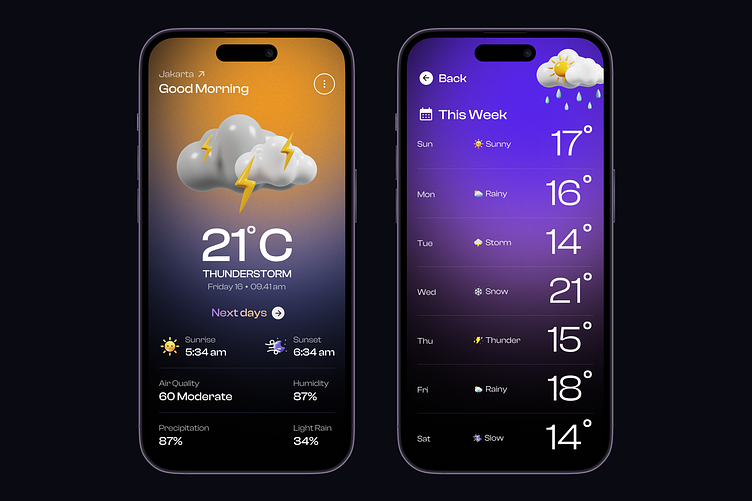 Jakarta
Good Morning
21°C
THUNDERSTORM
Friday 16 • 09.41 am
Next days
Sunrise
5:34 am
Sunset
6:34 am
Air Quality
60 Moderate
Humidity
87%
Precipitation
87%
Light Rain
34%
Back
This Week
Sun Sunny 17°
Mon Rainy 16°
Tue Storm 14°
Wed Snow 21°
Thu Thunder 15°
Fri Rainy 18°
Sat Slow 14°